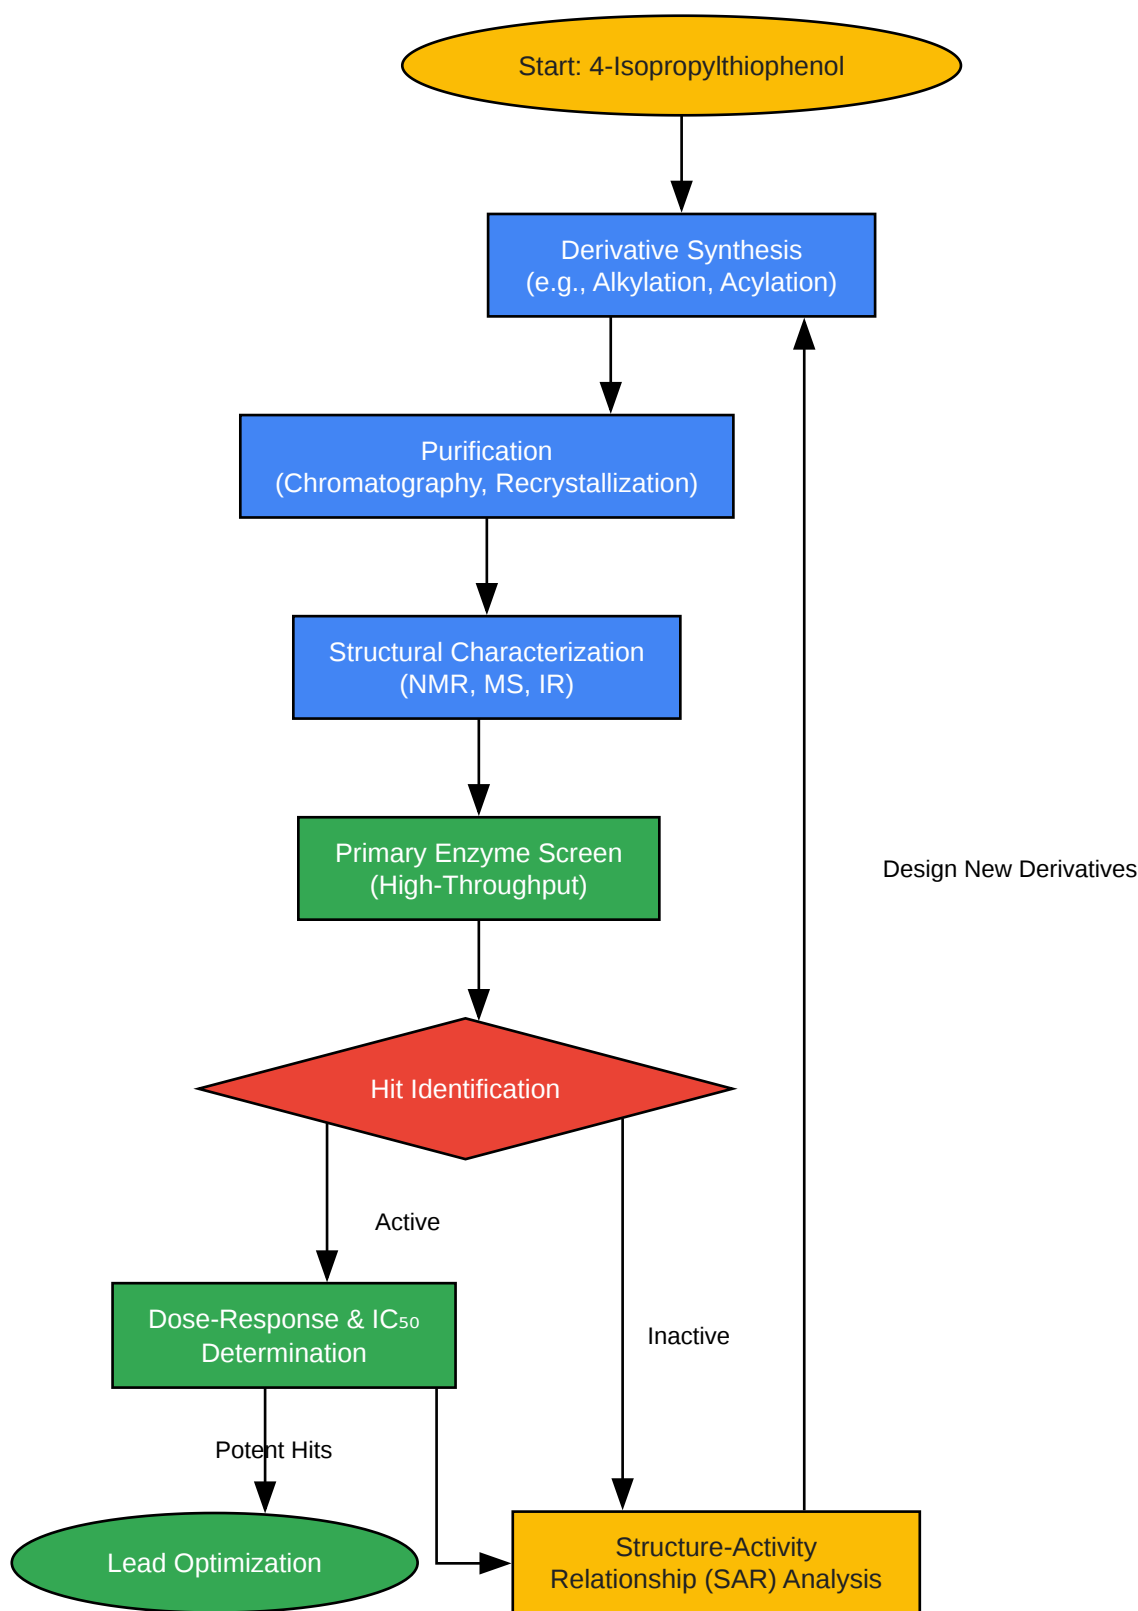 Start: 4-Isopropylthiophenol
Derivative Synthesis
(e.g., Alkylation, Acylation)
Purification
(Chromatography, Recrystallization)
Structural Characterization
(NMR, MS, IR)
Primary Enzyme Screen
(High-Throughput)
Design New Derivatives
Hit Identification
Active
Dose-Response & IC₅₀
Determination
Inactive
Potent Hits
Lead Optimization
Structure-Activity
Relationship (SAR) Analysis